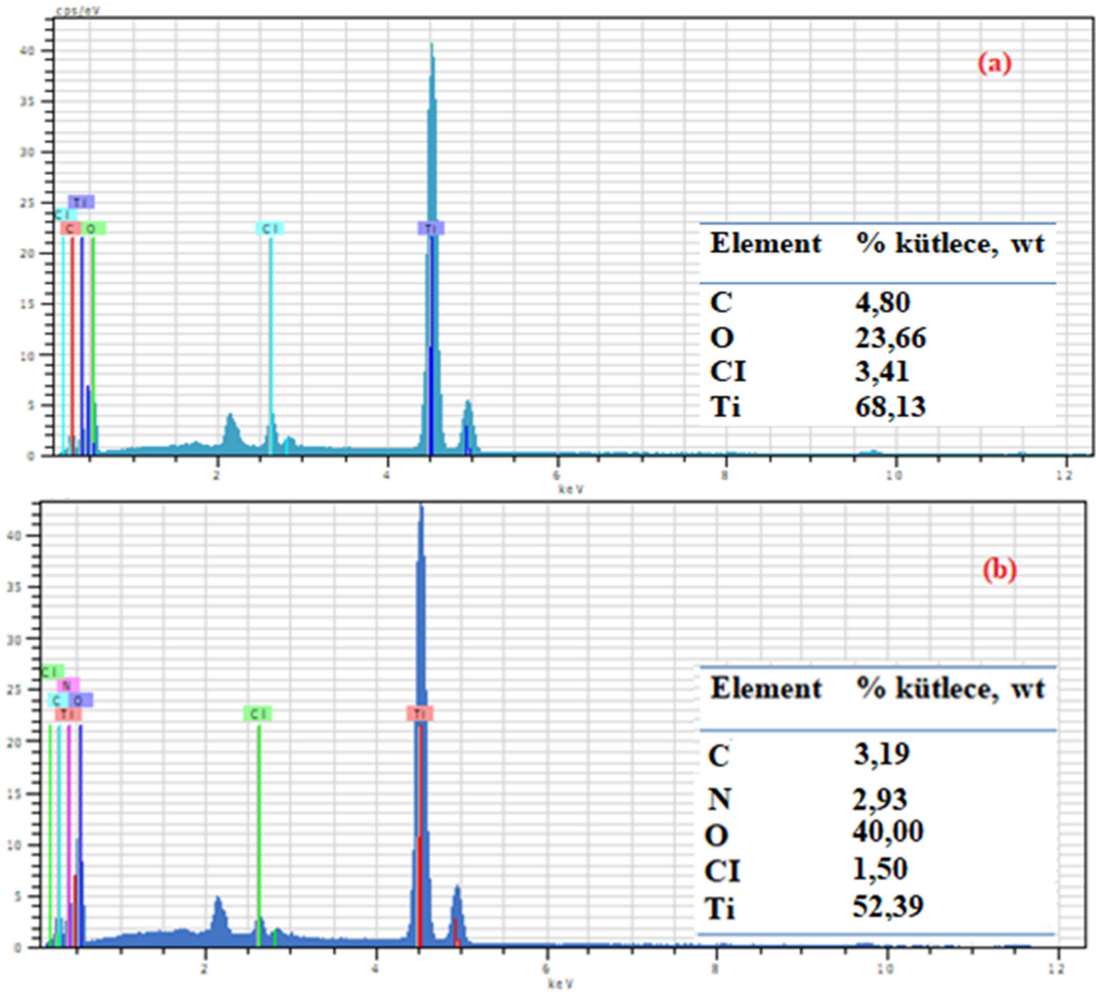 cps/eV
(a)
40
35
30
25
20
15
10
5
0
Ti
Cl
C O
Cl
Ti
Element % kütlece, wt
C 4,80
O 23,66
CI 3,41
Ti 68,13
2 4 6 8 10 12
keV
(b)
40
35
30
25
20
15
10
5
0
Cl
N
C O
Ti
Cl
Ti
Element % kütlece, wt
C 3,19
N 2,93
O 40,00
CI 1,50
Ti 52,39
2 4 6 8 10 12
keV